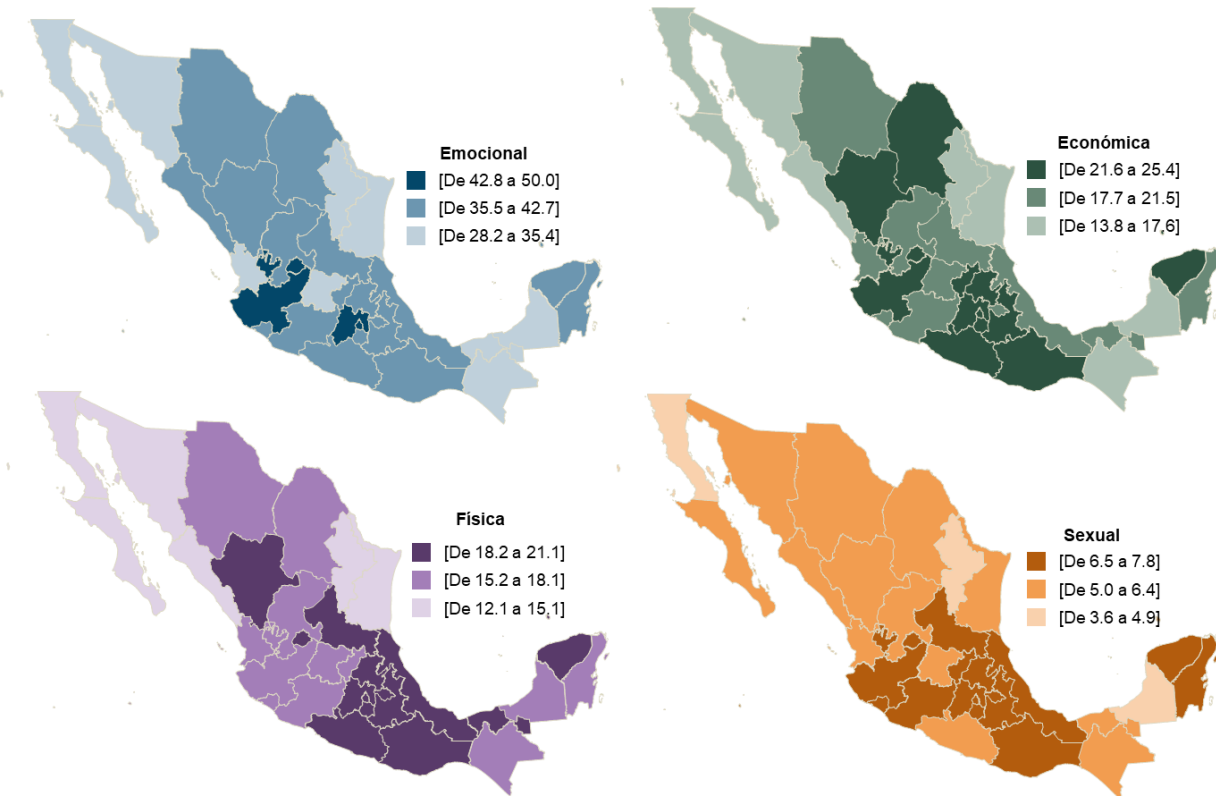 Emocional
[De 42.8 a 50.0]
[De 35.5 a 42.7]
[De 28.2 a 35.4]
Económica
[De 21.6 a 25.4]
[De 17.7 a 21.5]
[De 13.8 a 17,6]
Física
[De 18.2 a 21.1]
[De 15.2 a 18.1]
[De 12.1 a 15,1]
Sexual
[De 6.5 a 7.8]
[De 5.0 a 6.4]
[De 3.6 a 4.9]